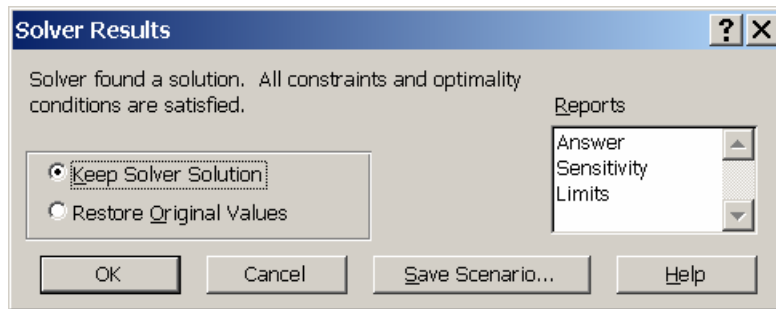 Solver Results
Solver found a solution. All constraints and optimality
conditions are satisfied.
Reports
Answer
Sensitivity
Limits
Keep Solver Solution
Restore Original Values
OK
Cancel
Save Scenario...
Help